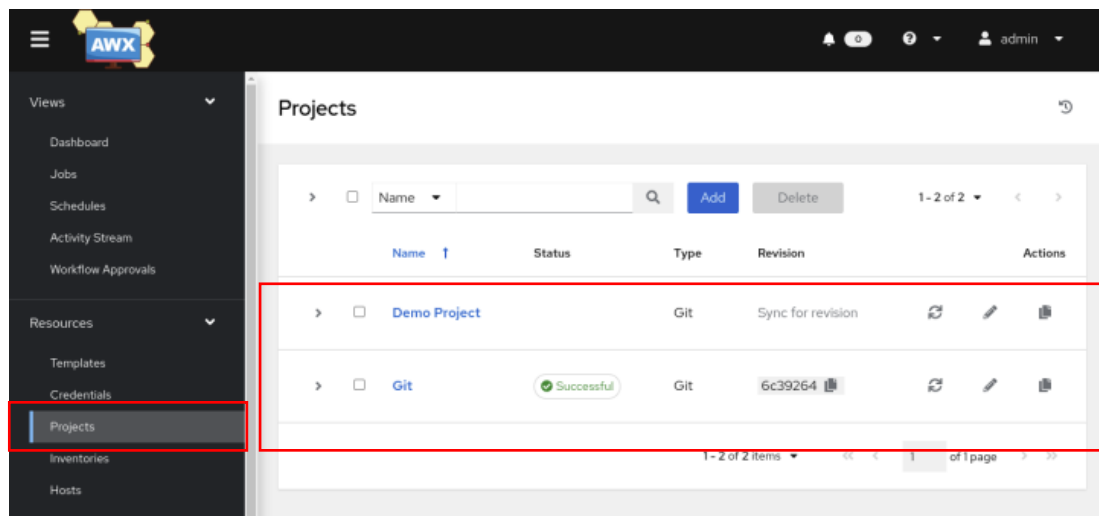 AWX
0
admin
Views
Dashboard
Jobs
Schedules
Activity Stream
Workflow Approvals
Resources
Templates
Credentials
Projects
Inventories
Hosts
Projects
Name
Add
Delete
1 - 2 of 2
Name Status Type Revision Actions
Demo Project Git Sync for revision
Git Successful Git 6c39264
1 - 2 of 2 items 1 of 1 page